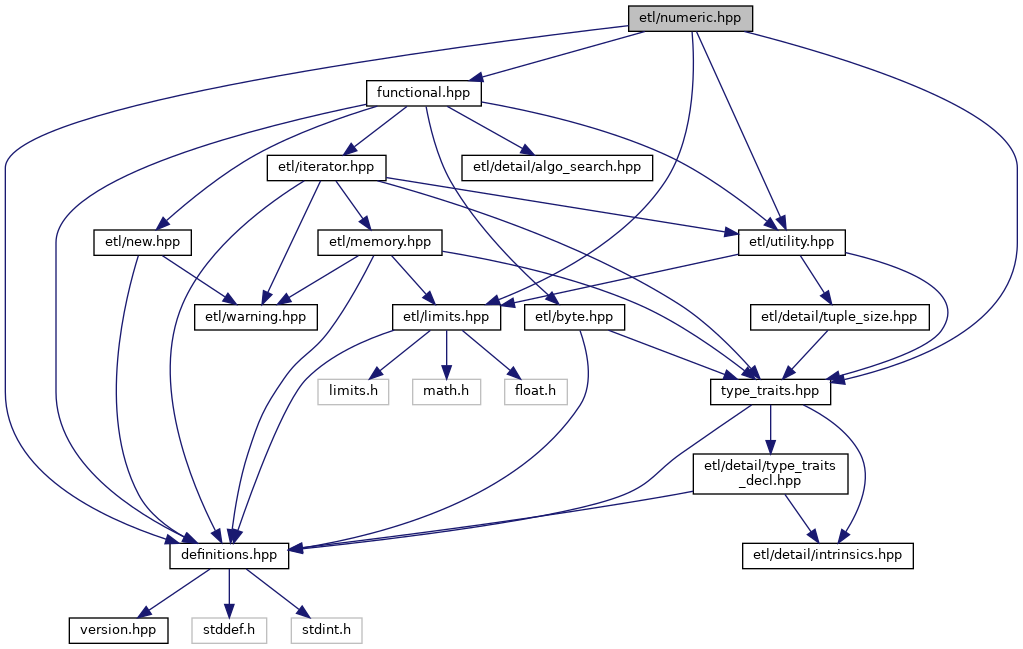 etl/numeric.hpp
functional.hpp
etl/iterator.hpp
etl/detail/algo_search.hpp
etl/new.hpp
etl/memory.hpp
etl/utility.hpp
etl/warning.hpp
etl/limits.hpp
etl/byte.hpp
etl/detail/tuple_size.hpp
limits.h
math.h
float.h
type_traits.hpp
etl/detail/type_traits
_decl.hpp
definitions.hpp
etl/detail/intrinsics.hpp
version.hpp
stddef.h
stdint.h